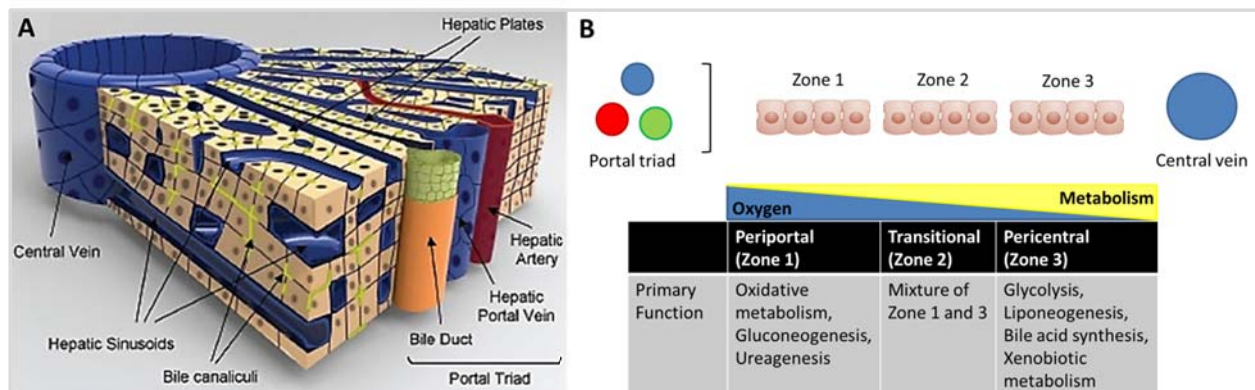 A
Hepatic Plates
Central Vein
Hepatic Sinusoids
Bile canaliculi
Bile Duct
Hepatic
Portal Vein
Hepatic
Artery
Portal Triad
B
Portal triad
Zone 1
Zone 2
Zone 3
Central vein
Oxygen
Metabolism
Periportal
(Zone 1)
Transitional
(Zone 2)
Pericentral
(Zone 3)
Primary
Function
Oxidative
metabolism,
Gluconeogenesis,
Ureagenesis
Mixture of
Zone 1 and 3
Glycolysis,
Liponeogenesis,
Bile acid synthesis,
Xenobiotic
metabolism